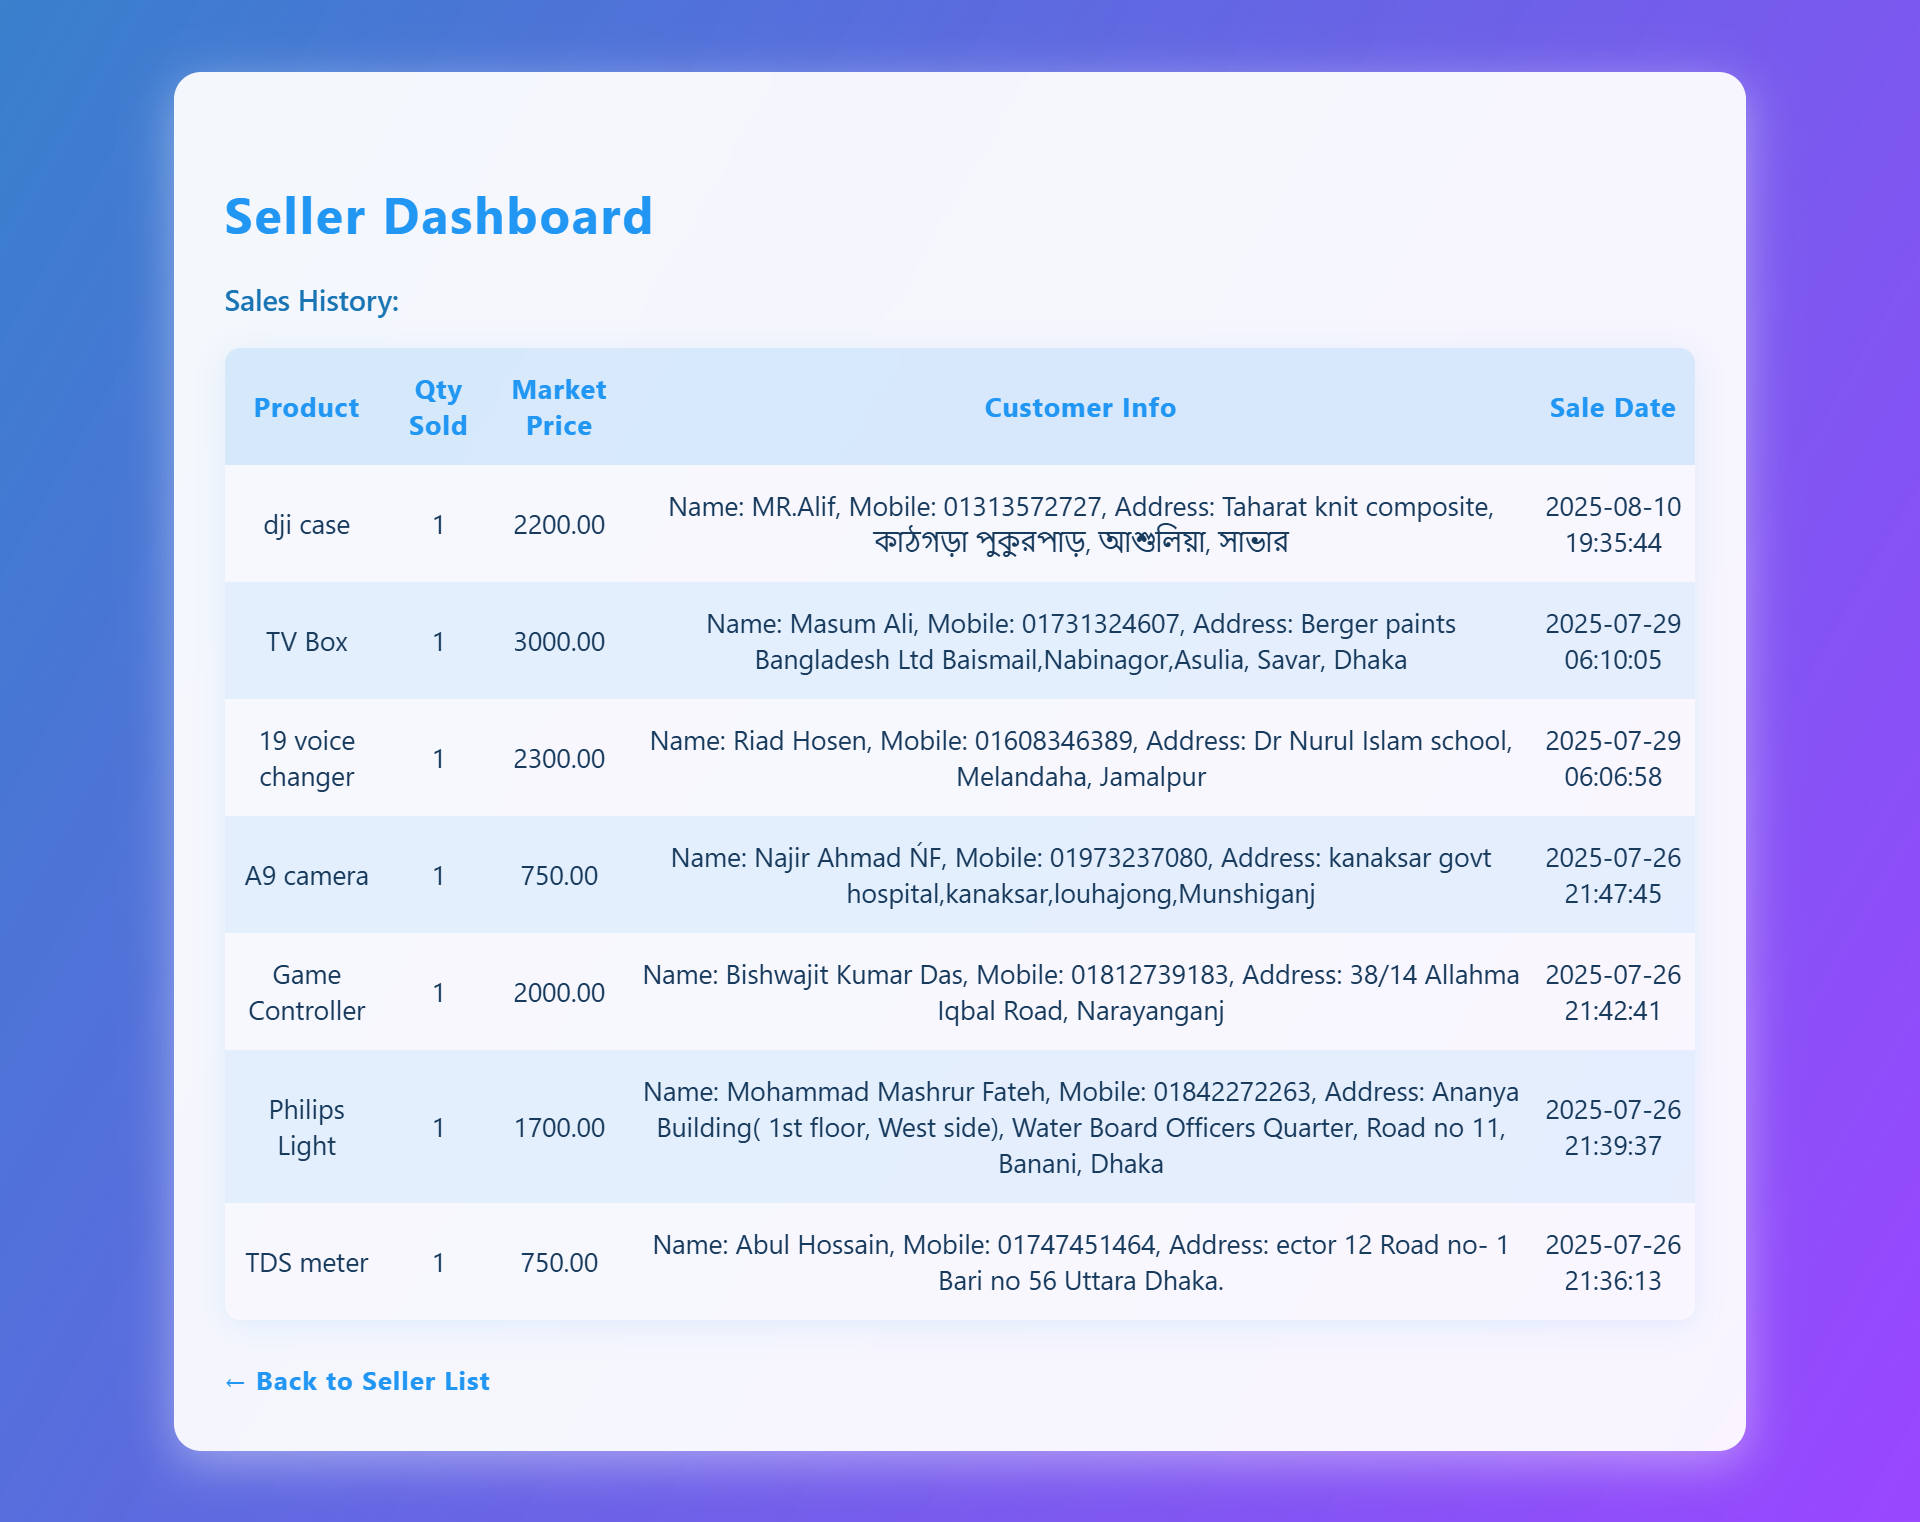 Seller Dashboard
Sales History:
Product
Qty
Sold
Market
Price
Customer Info
Sale Date
dji case
1
2200.00
Name: MR.Alif, Mobile: 01313572727, Address: Taharat knit composite,
কাঠগড়া পুকুরপাড়, আশুলিয়া, সাভার
2025-08-10
19:35:44
TV Box
1
3000.00
Name: Masum Ali, Mobile: 01731324607, Address: Berger paints
Bangladesh Ltd Baismail,Nabinagor,Asulia, Savar, Dhaka
2025-07-29
06:10:05
19 voice
changer
1
2300.00
Name: Riad Hosen, Mobile: 01608346389, Address: Dr Nurul Islam school,
Melandaha, Jamalpur
2025-07-29
06:06:58
A9 camera
1
750.00
Name: Najir Ahmad ŃF, Mobile: 01973237080, Address: kanaksar govt
hospital,kanaksar,louhajong,Munshiganj
2025-07-26
21:47:45
Game
Controller
1
2000.00
Name: Bishwajit Kumar Das, Mobile: 01812739183, Address: 38/14 Allahma
Iqbal Road, Narayanganj
2025-07-26
21:42:41
Philips
Light
1
1700.00
Name: Mohammad Mashrur Fateh, Mobile: 01842272263, Address: Ananya
Building( 1st floor, West side), Water Board Officers Quarter, Road no 11,
Banani, Dhaka
2025-07-26
21:39:37
TDS meter
1
750.00
Name: Abul Hossain, Mobile: 01747451464, Address: ector 12 Road no- 1
Bari no 56 Uttara Dhaka.
2025-07-26
21:36:13
← Back to Seller List